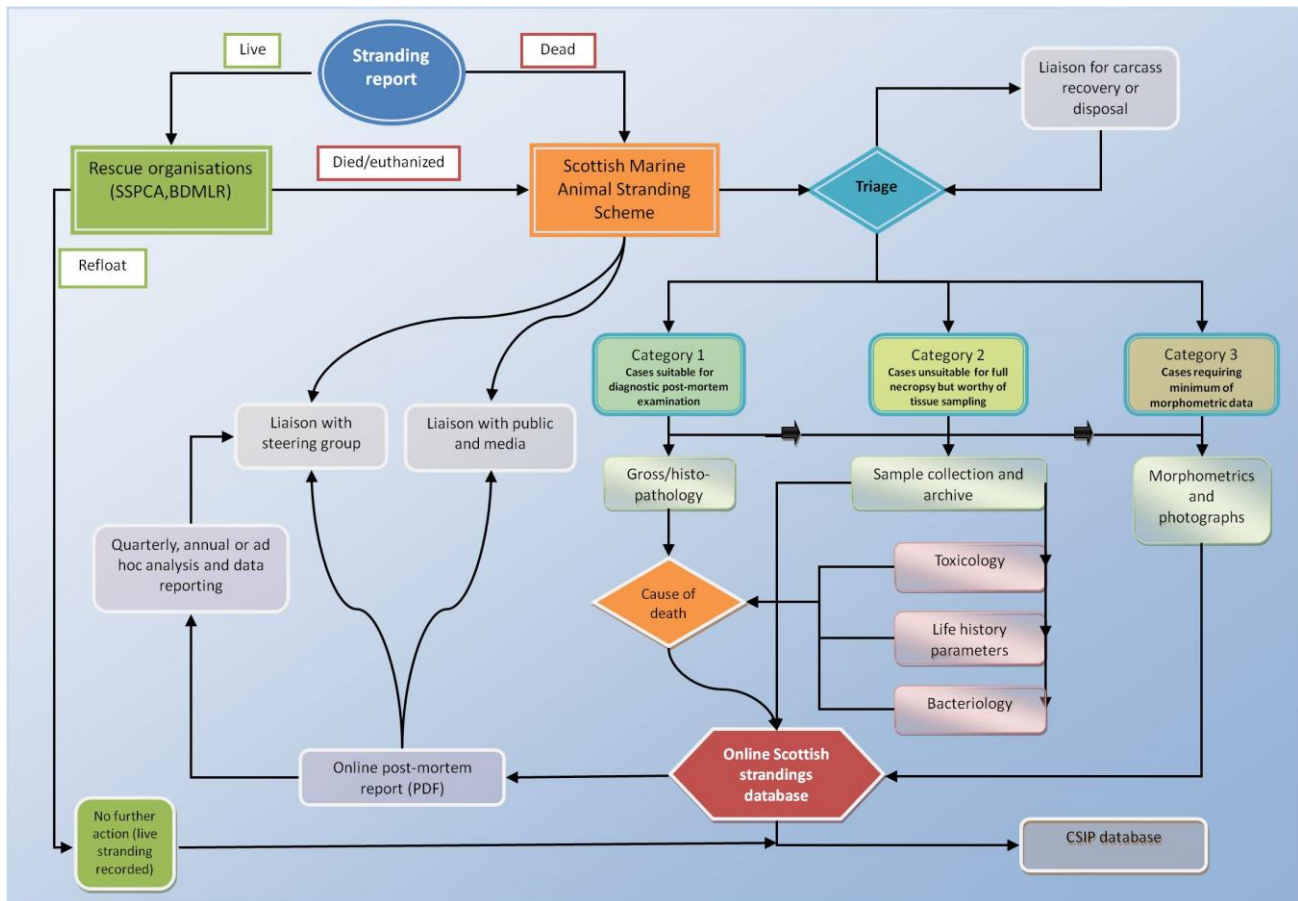 Live
Stranding
report
Dead
Liaison for carcass
recovery or
disposal
Rescue organisations
(SSPCA,BDMLR)
Died/euthanized
Scottish Marine
Animal Stranding
Scheme
Triage
Refloat
Category 1
Cases suitable for
diagnostic post-mortem
examination
Category 2
Cases unsuitable for full
necropsy but worthy of
tissue sampling
Category 3
Cases requiring
minimum of
morphometric data
Liaison with
steering group
Liaison with public
and media
Gross/histo-
pathology
Sample collection and
archive
Morphometrics
and
photographs
Quarterly, annual or ad
hoc analysis and data
reporting
Cause of
death
Toxicology
Life history
parameters
Bacteriology
Online post-mortem
report (PDF)
Online Scottish
strandings
database
No further
action (live
stranding
recorded)
CSIP database